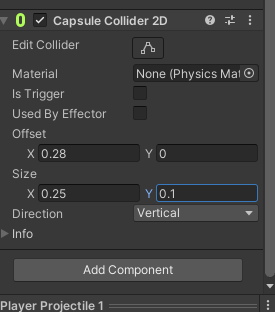 Capsule Collider 2D
Edit Collider
Material None (Physics Mat
Is Trigger
Used By Effector
Offset
X 0.28 Y 0
Size
X 0.25 Y 0.1
Direction Vertical
Info
Add Component
Player Projectile 1